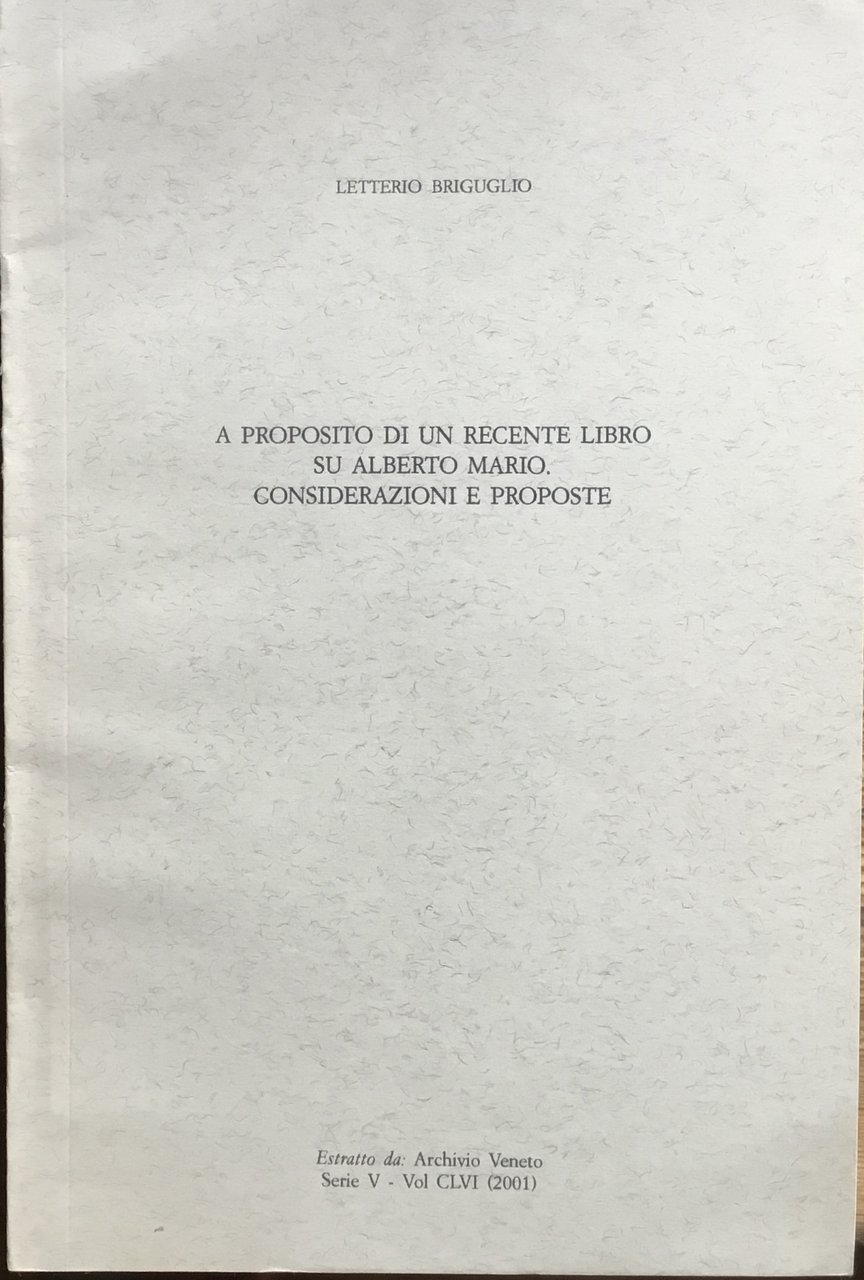 LETTERIO BRIGUGLIO
A PROPOSITO DI UN RECENTE LIBRO
SU ALBERTO MARIO.
CONSIDERAZIONI E PROPOSTE
Estratto da: Archivio Veneto
Serie V - Vol CLVI (2001)